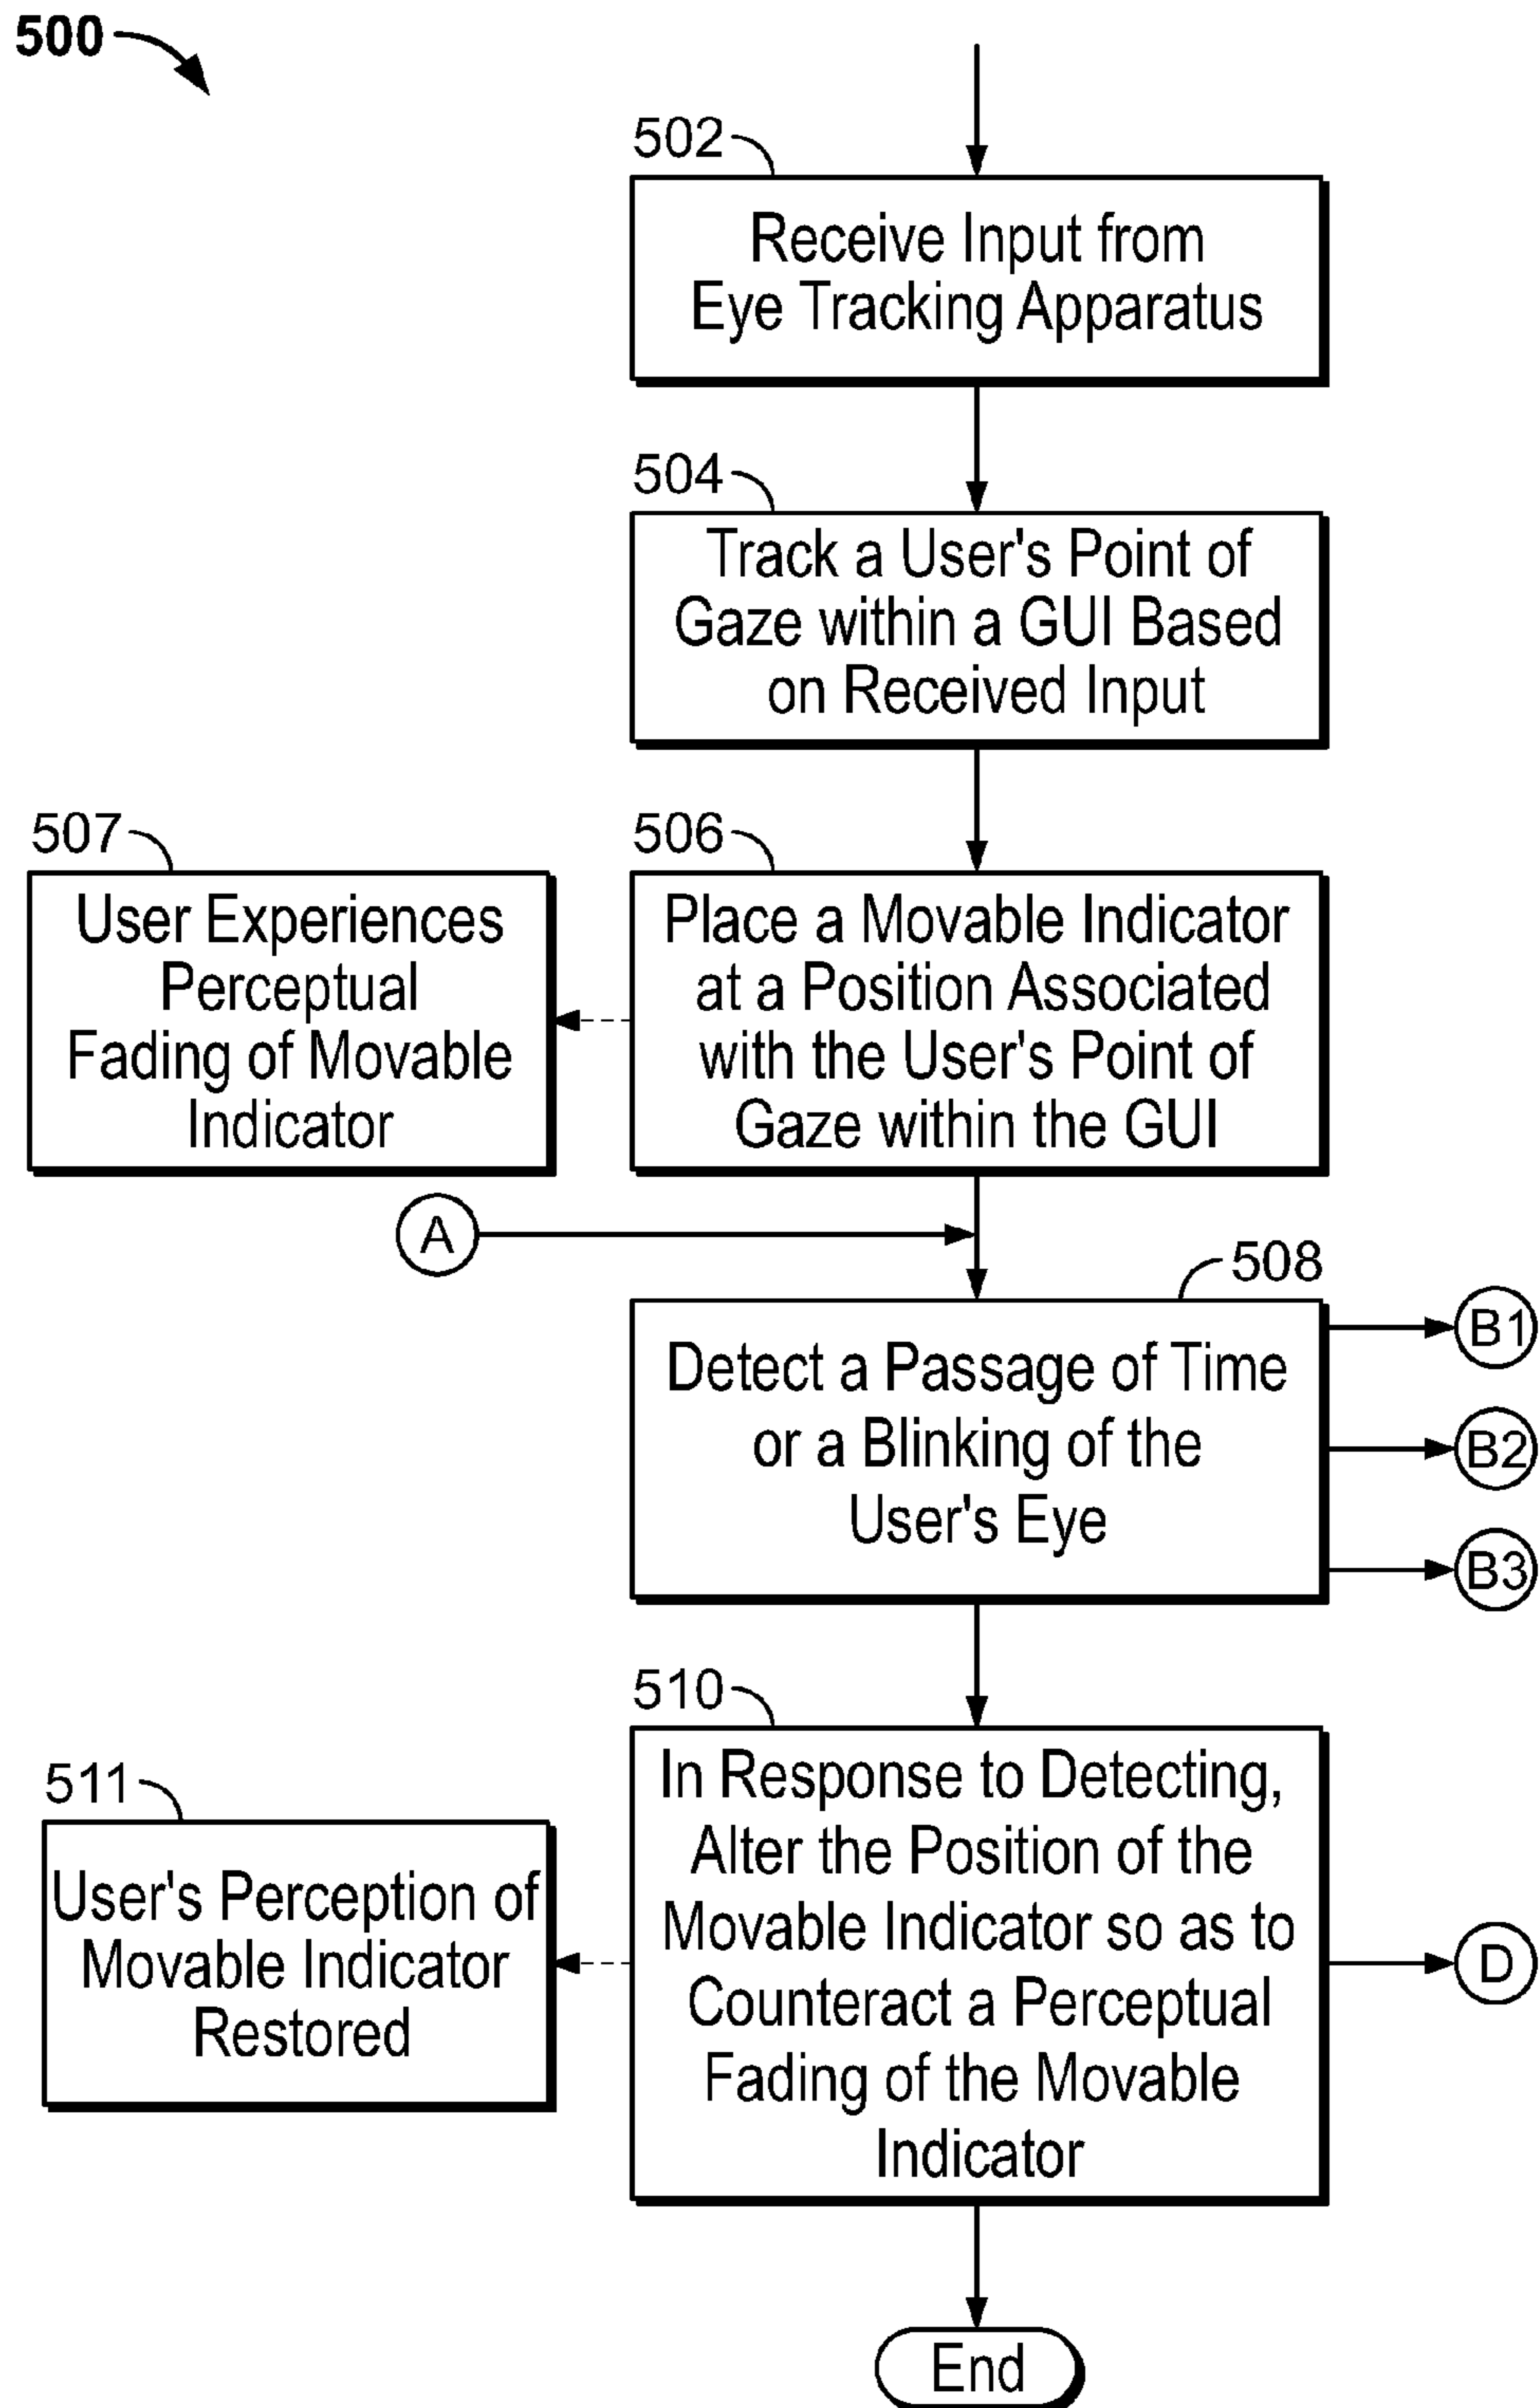 500
502
Receive Input from
Eye Tracking Apparatus
504
Track a User's Point of
Gaze within a GUI Based
on Received Input
507
User Experiences
Perceptual
Fading of Movable
Indicator
506
Place a Movable Indicator
at a Position Associated
with the User's Point of
Gaze within the GUI
A
508
Detect a Passage of Time
or a Blinking of the
User's Eye
B1
B2
B3
510
In Response to Detecting,
Alter the Position of the
Movable Indicator so as to
Counteract a Perceptual
Fading of the Movable
Indicator
511
User's Perception of
Movable Indicator
Restored
D
End